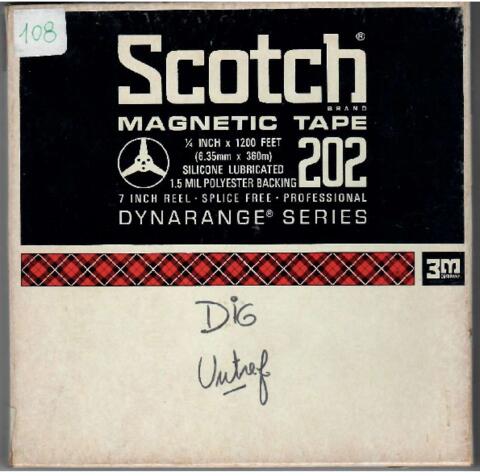 108
Scotch®
BRAND
MAGNETIC TAPE
¼ INCH x 1200 FEET
(6.35mm x 360m)
SILICONE LUBRICATED
1.5 MIL POLYESTER BACKING
202
7 INCH REEL · SPLICE FREE · PROFESSIONAL
DYNARANGE® SERIES
3M
DIG
Untref